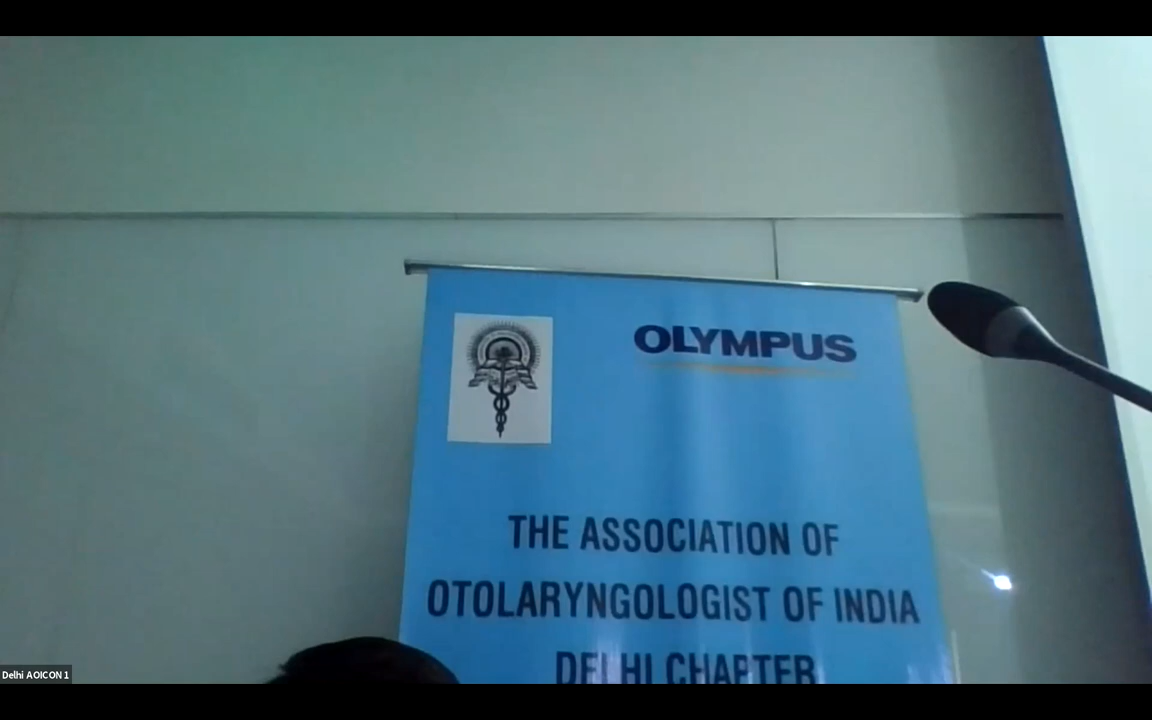 OLYMPUS
THE ASSOCIATION OF
OTOLARYNGOLOGIST OF INDIA
DELHI CHAPTER
Delhi AOICON 1